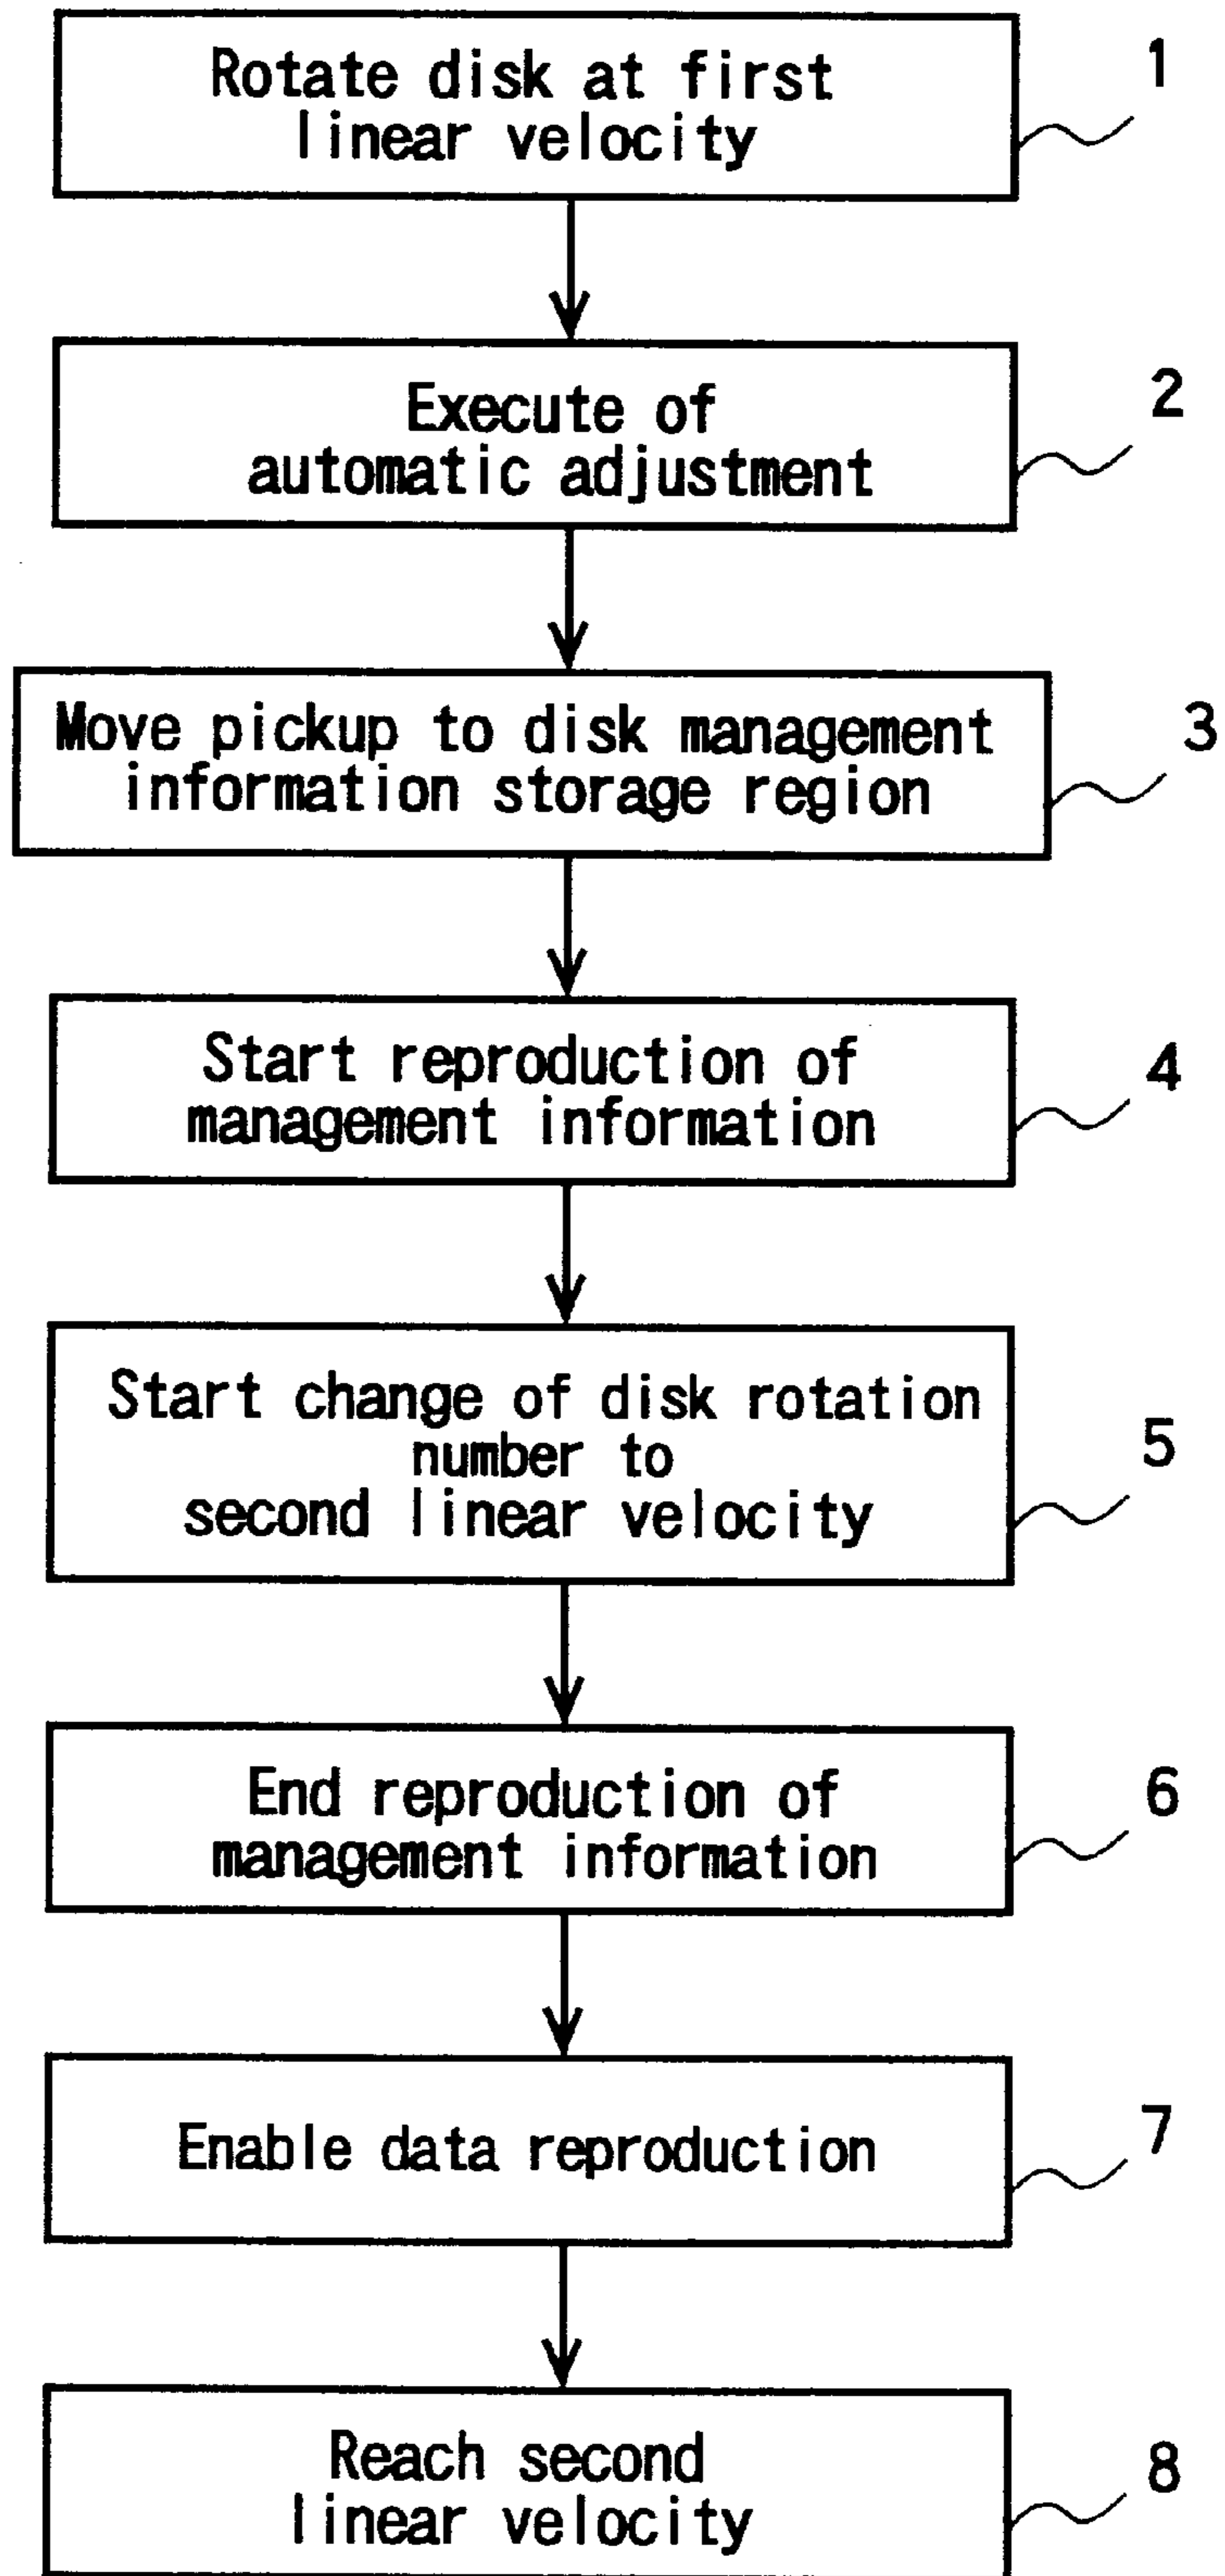 Rotate disk at first
linear velocity
1
Execute of
automatic adjustment
2
Move pickup to disk management
information storage region
3
Start reproduction of
management information
4
Start change of disk rotation
number to
second linear velocity
5
End reproduction of
management information
6
Enable data reproduction
7
Reach second
linear velocity
8